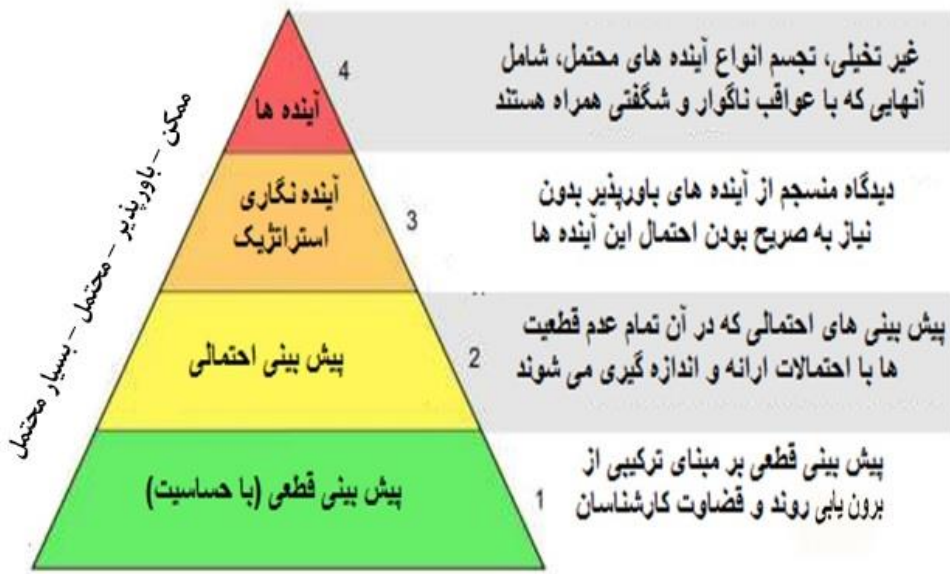 ممکن – باورپذیر – محتمل – بسیار محتمل
آینده ها
4
غیر تخیلی، تجسم انواع آینده های محتمل، شامل
آنهایی که با عواقب ناگوار و شگفتی همراه هستند
آینده نگاری
استراتژیک
3
دیدگاه منسجم از آینده های باورپذیر بدون
نیاز به صریح بودن احتمال این آینده ها
پیش بینی احتمالی
2
پیش بینی های احتمالی که در آن تمام عدم قطعیت
ها با احتمالات ارائه و اندازه گیری می شوند
پیش بینی قطعی (با حساسیت)
1
پیش بینی قطعی بر مبنای ترکیبی از
برون یابی روند و قضاوت کارشناسان